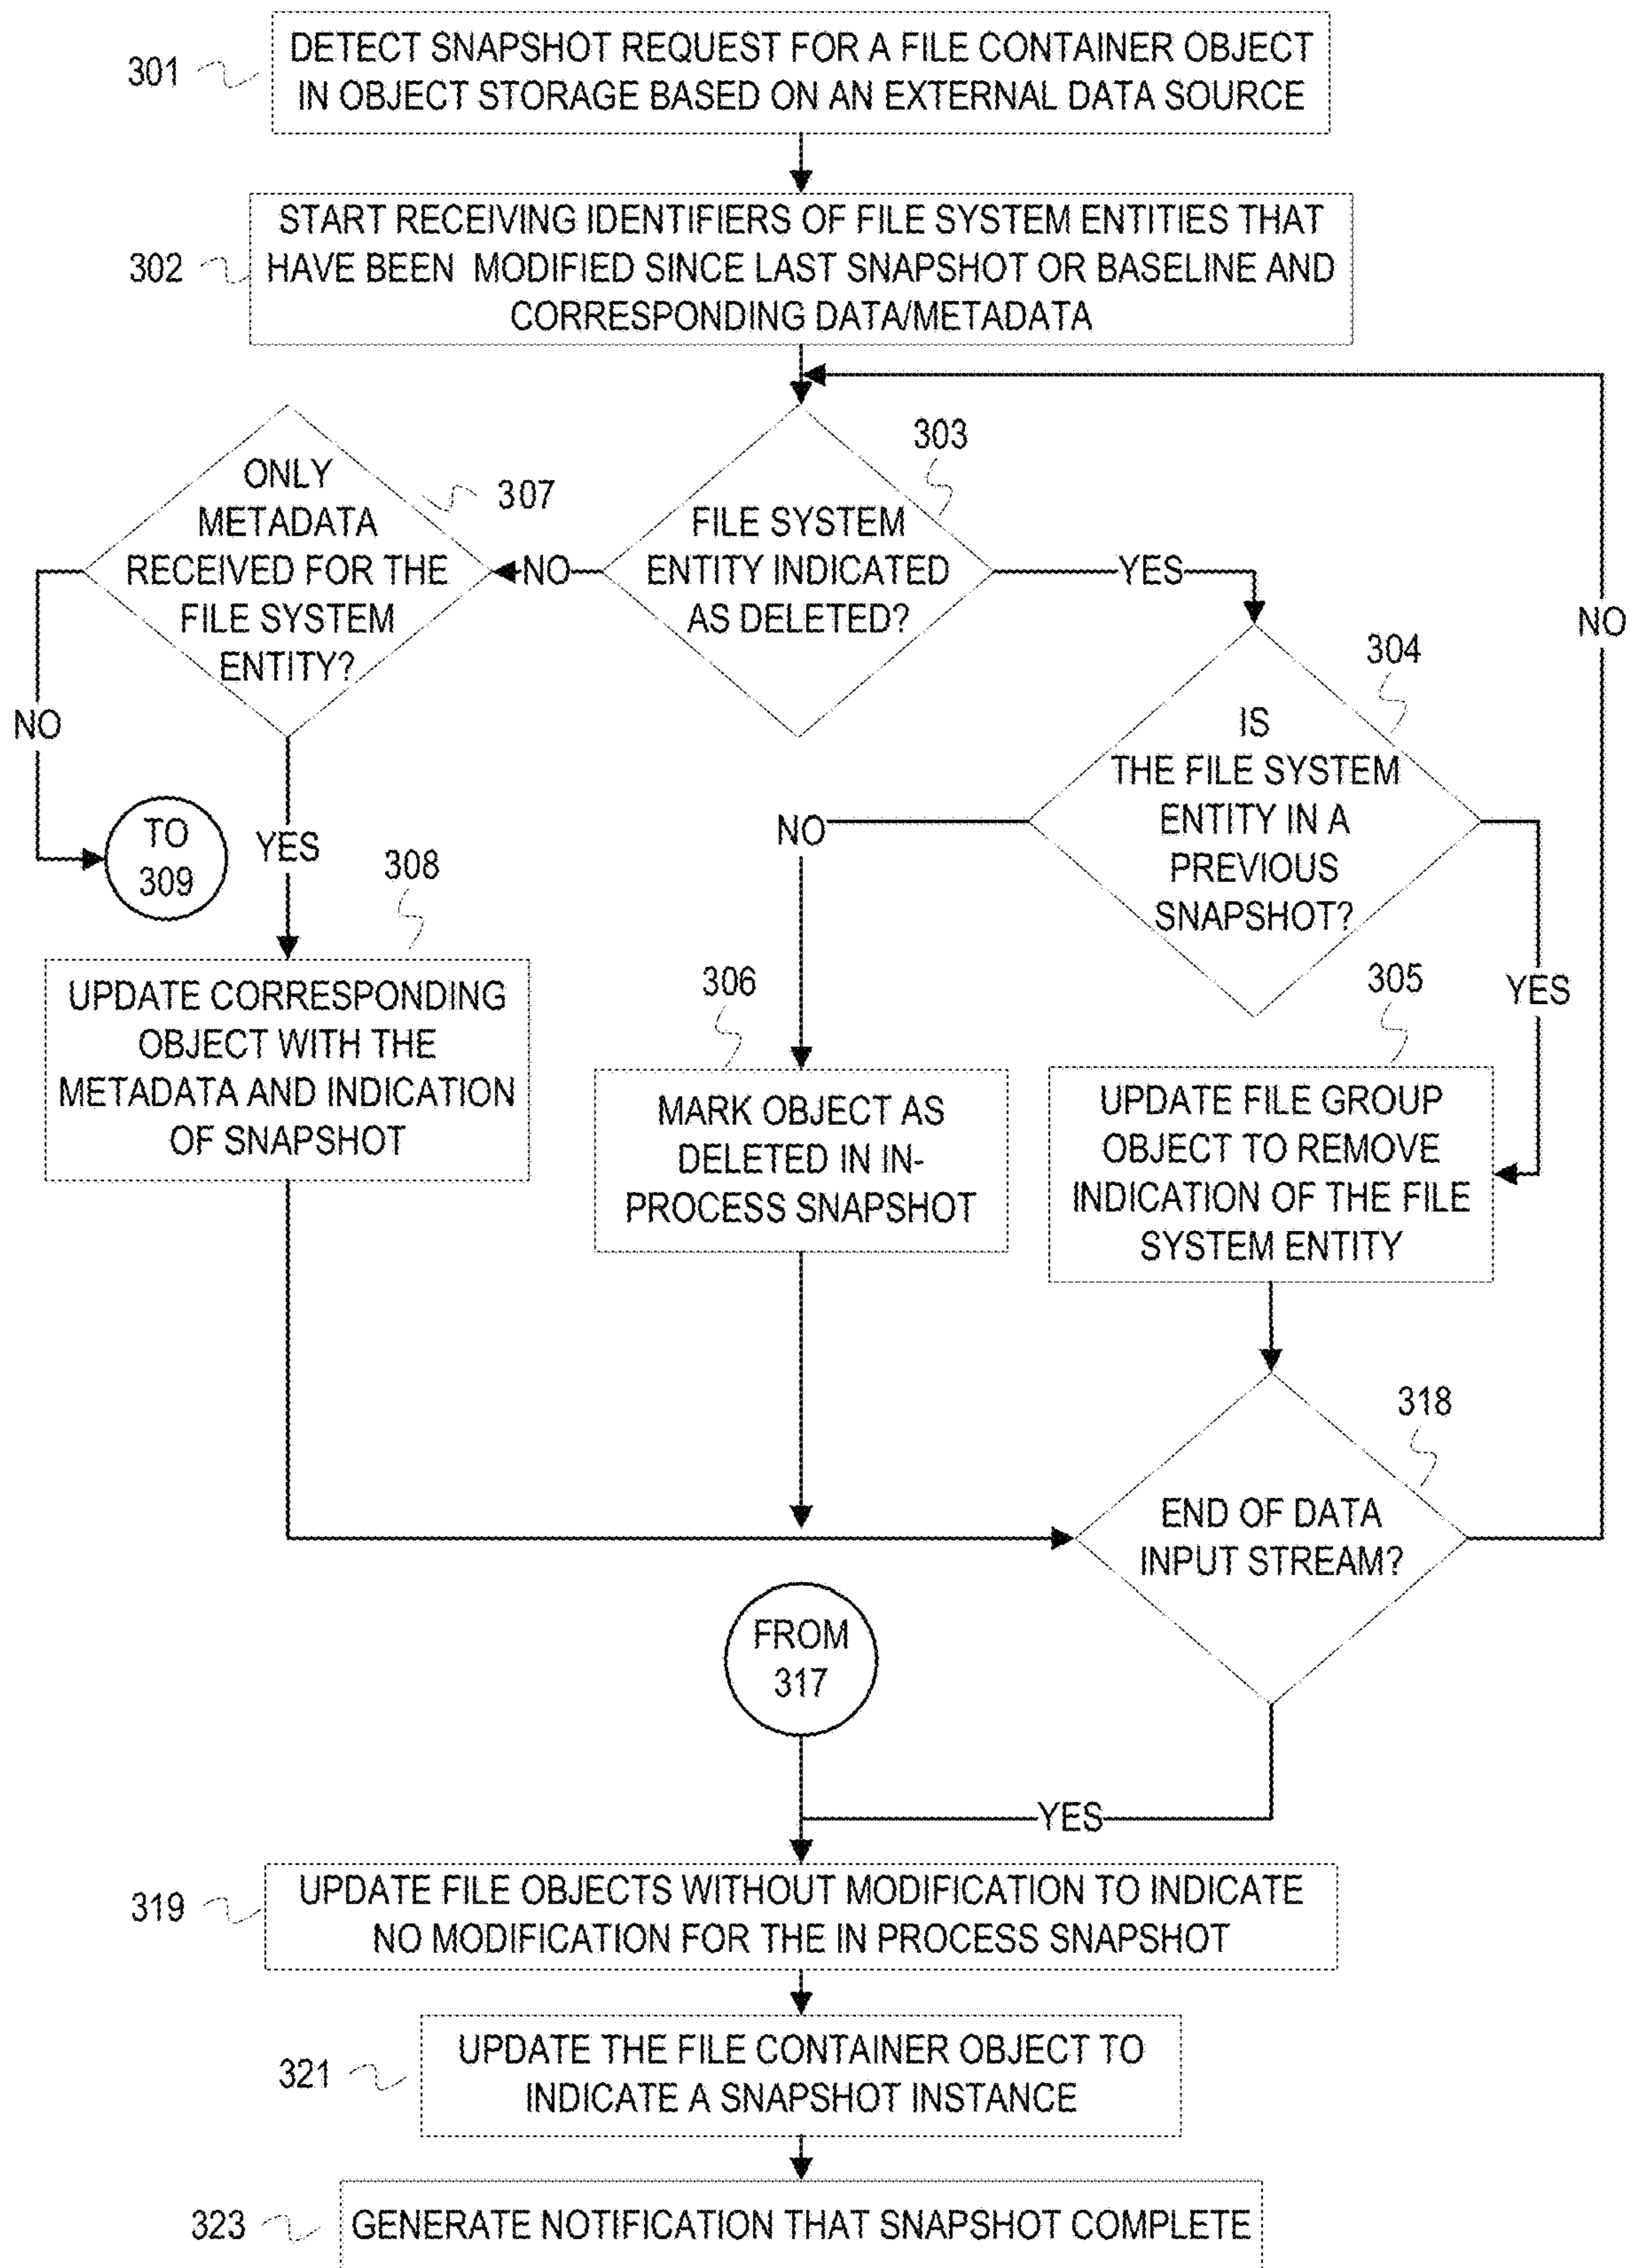 301
DETECT SNAPSHOT REQUEST FOR A FILE CONTAINER OBJECT
IN OBJECT STORAGE BASED ON AN EXTERNAL DATA SOURCE
302
START RECEIVING IDENTIFIERS OF FILE SYSTEM ENTITIES THAT
HAVE BEEN MODIFIED SINCE LAST SNAPSHOT OR BASELINE AND
CORRESPONDING DATA/METADATA
303
FILE SYSTEM
ENTITY INDICATED
AS DELETED?
NO
YES
307
ONLY
METADATA
RECEIVED FOR THE
FILE SYSTEM
ENTITY?
NO
TO
309
YES
304
IS
THE FILE SYSTEM
ENTITY IN A
PREVIOUS
SNAPSHOT?
NO
YES
NO
308
UPDATE CORRESPONDING
OBJECT WITH THE
METADATA AND INDICATION
OF SNAPSHOT
306
MARK OBJECT AS
DELETED IN IN-
PROCESS SNAPSHOT
305
UPDATE FILE GROUP
OBJECT TO REMOVE
INDICATION OF THE FILE
SYSTEM ENTITY
318
END OF DATA
INPUT STREAM?
FROM
317
YES
319
UPDATE FILE OBJECTS WITHOUT MODIFICATION TO INDICATE
NO MODIFICATION FOR THE IN PROCESS SNAPSHOT
321
UPDATE THE FILE CONTAINER OBJECT TO
INDICATE A SNAPSHOT INSTANCE
323
GENERATE NOTIFICATION THAT SNAPSHOT COMPLETE